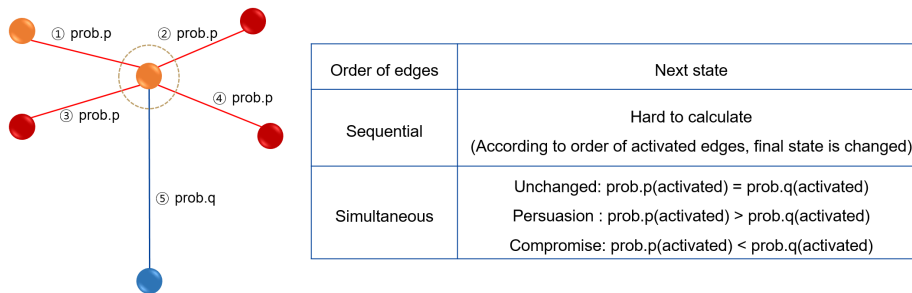 ① prob.p
② prob.p
③ prob.p
④ prob.p
⑤ prob.q
Order of edges
Next state
Sequential
Hard to calculate
(According to order of activated edges, final state is changed)
Simultaneous
Unchanged: prob.p(activated) = prob.q(activated)
Persuasion : prob.p(activated) > prob.q(activated)
Compromise: prob.p(activated) < prob.q(activated)